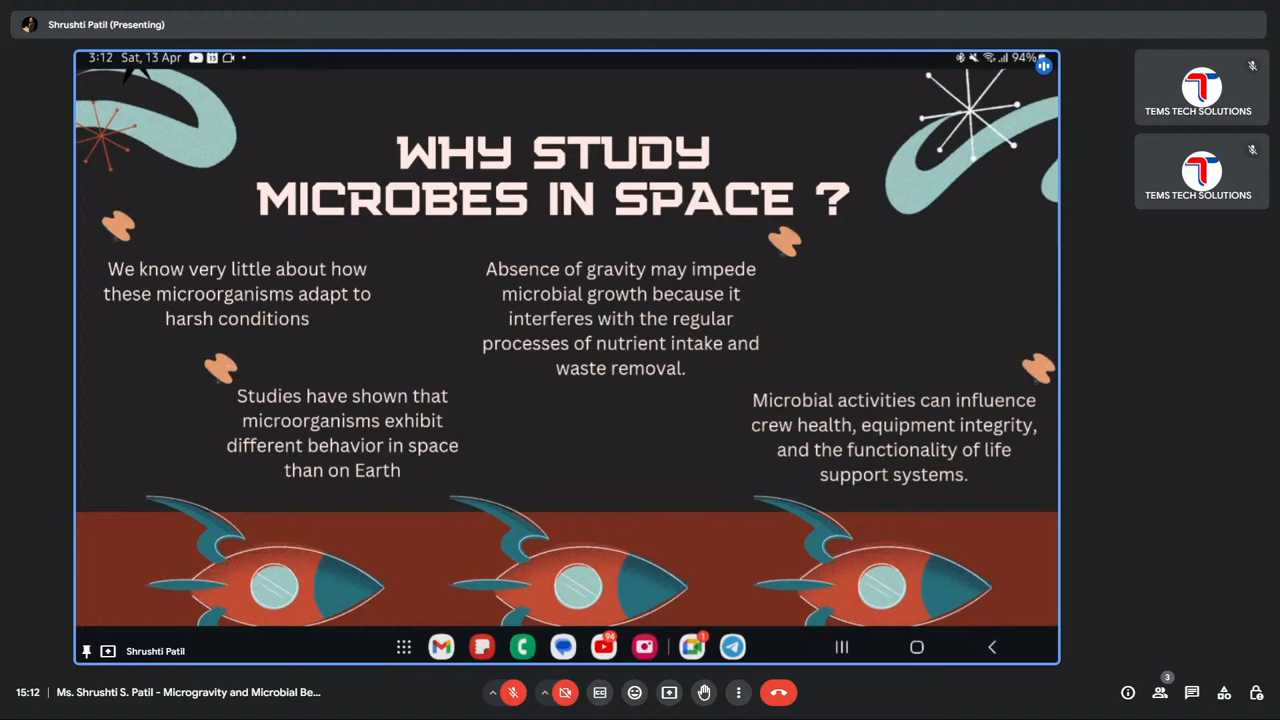 Shrushti Patil (Presenting)
3:12 Sat, 13 Apr
94%
WHY STUDY
MICROBES IN SPACE ?
We know very little about how
these microorganisms adapt to
harsh conditions
Absence of gravity may impede
microbial growth because it
interferes with the regular
processes of nutrient intake and
waste removal.
Studies have shown that
microorganisms exhibit
different behavior in space
than on Earth
Microbial activities can influence
crew health, equipment integrity,
and the functionality of life
support systems.
94
1
Shrushti Patil
TEMS TECH SOLUTIONS
TEMS TECH SOLUTIONS
15:12 | Ms. Shrushti S. Patil - Microgravity and Microbial Be...
3